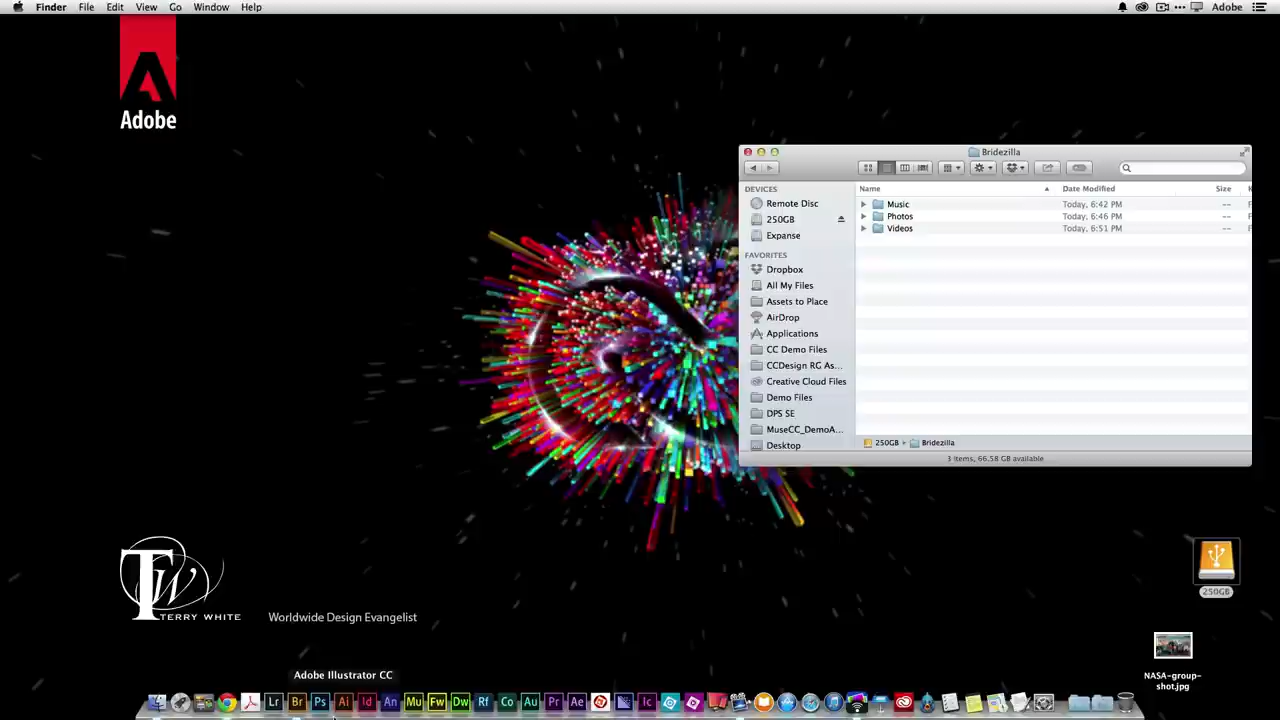 Finder File Edit View Go Window Help
Adobe
Adobe
Bridezilla
DEVICES
Remote Disc
250GB
Expanse
FAVORITES
Dropbox
All My Files
Assets to Place
AirDrop
Applications
CC Demo Files
CCDesign RG As...
Creative Cloud Files
Demo Files
DPS SE
MuseCC_DemoA...
Desktop
Name Date Modified Size
Music Today, 6:42 PM --
Photos Today, 6:46 PM --
Videos Today, 6:51 PM --
250GB Bridezilla
3 items, 66.58 GB available
TW
TERRY WHITE
Worldwide Design Evangelist
250GB
NASA-group-
shot.jpg
Adobe Illustrator CC
Lr Br Ps Ai Id An Mu Fw Dw Rf Co Au Pr Ae Ic